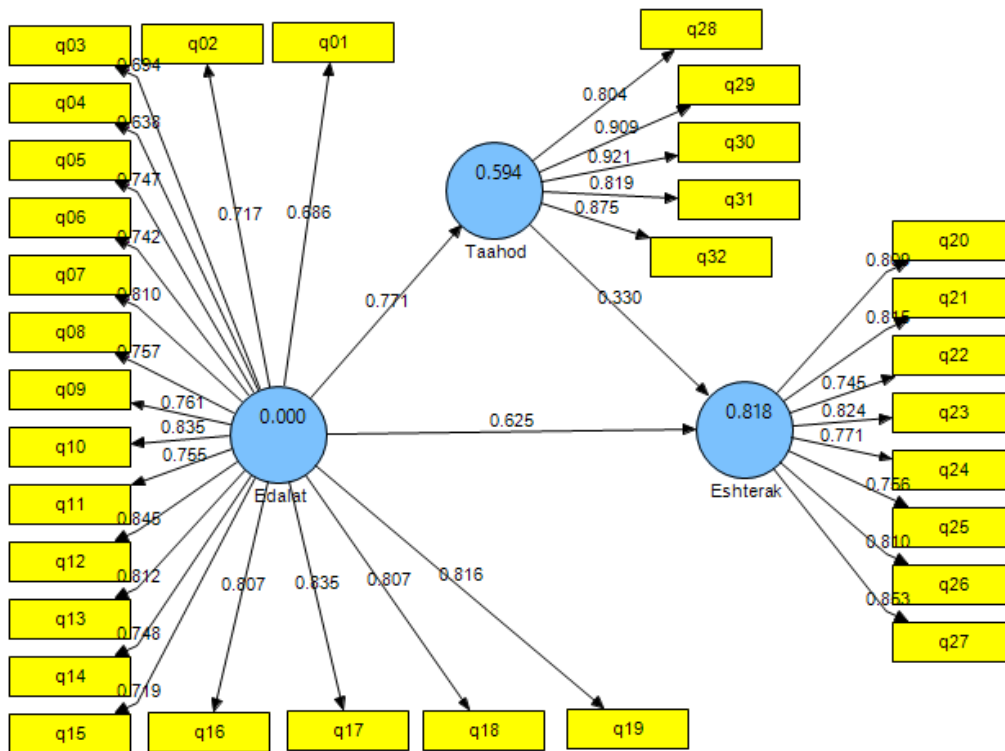 q03
q02
q01
q28
0.694
q04
q29
0.804
0.638
0.909
q05
q30
0.921
0.747
0.594
0.819
q31
q06
0.717
0.686
0.875
0.742
Taahod
q32
q20
q07
0.809
0.810
0.771
0.330
q21
q08
0.815
0.757
q22
0.745
q09
0.761
0.000
0.625
0.818
0.824
q23
0.835
q10
0.755
0.771
q24
Edalat
Eshterak
0.756
q11
0.845
q25
0.810
q12
0.812
0.807
0.835
0.807
0.816
q26
0.853
q13
0.748
q27
q14
0.719
q15
q16
q17
q18
q19